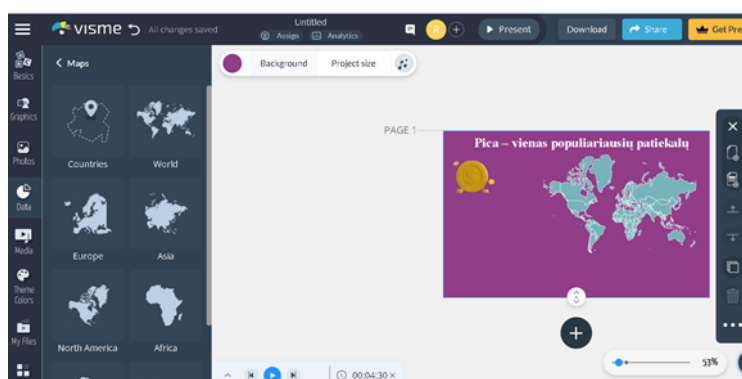 visme
All changes saved
Untitled
Assign
Analytics
R
Present
Download
Share
Get Pre
Basics
Graphics
Photos
Data
Media
Theme
Colors
My Files
Maps
Countries
World
Europe
Asia
North America
Africa
Background
Project size
PAGE 1
Pica – vienas populiariausių patiekalų
00:04:30
53%